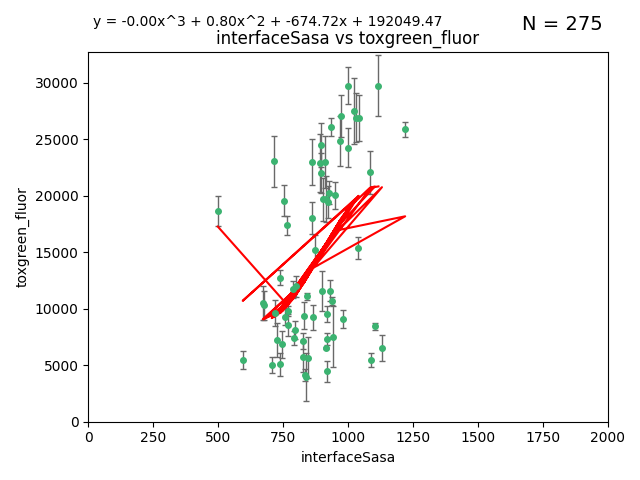 y = -0.00x^3 + 0.80x^2 + -674.72x + 192049.47
N = 275
interfaceSasa vs toxgreen_fluor
30000
25000
20000
15000
10000
5000
0
toxgreen_fluor
0 250 500 750 1000 1250 1500 1750 2000
interfaceSasa